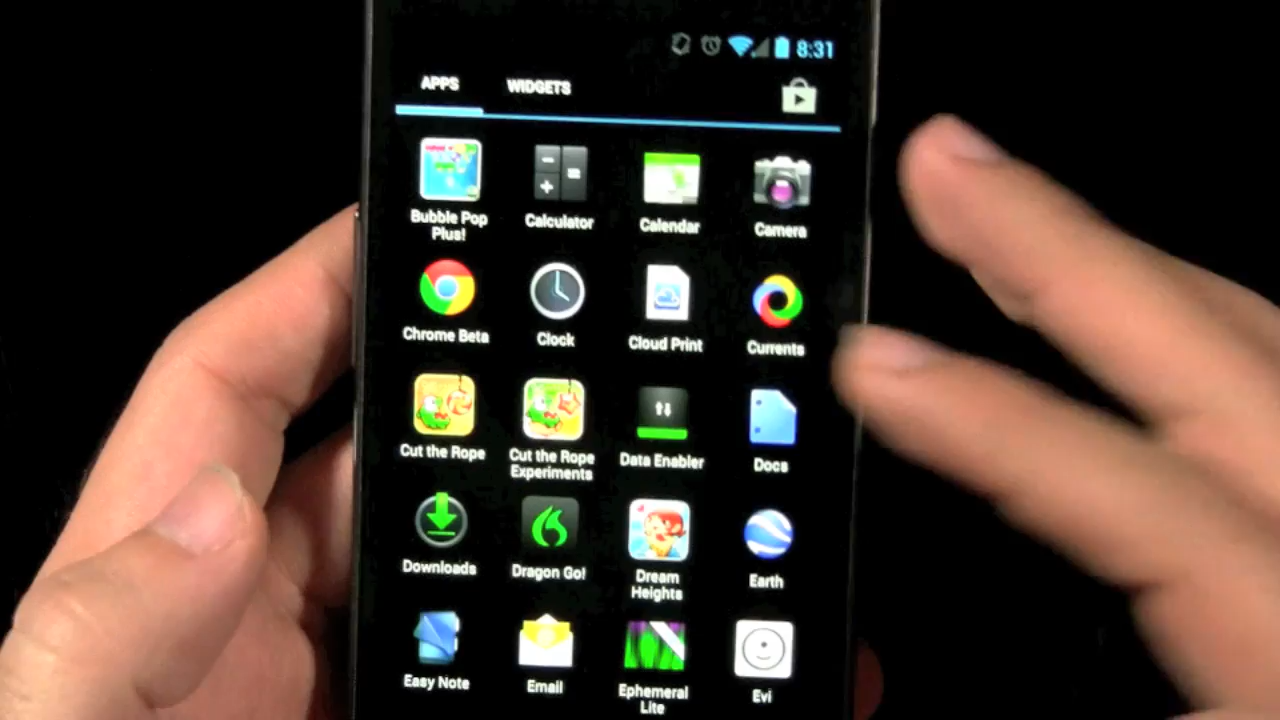 8:31
APPS WIDGETS
Bubble Pop
Plus!
Calculator
Calendar
Camera
Chrome Beta
Clock
Cloud Print
Currents
Cut the Rope
Cut the Rope
Experiments
Data Enabler
Docs
Downloads
Dragon Go!
Dream
Heights
Earth
Easy Note
Email
Ephemeral
Lite
Evi